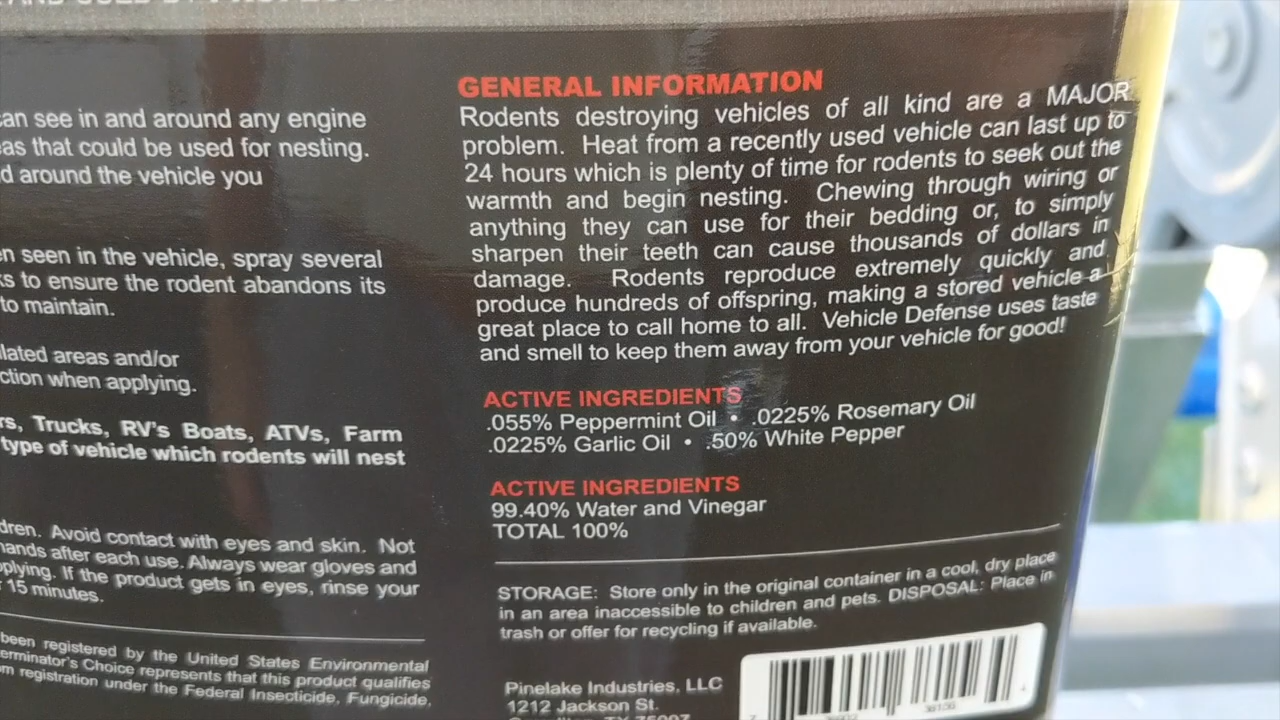 an see in and around any engine
as that could be used for nesting.
d around the vehicle you
n seen in the vehicle, spray several
s to ensure the rodent abandons its
to maintain.
lated areas and/or
ction when applying.
rs, Trucks, RV's Boats, ATVs, Farm
type of vehicle which rodents will nest
dren. Avoid contact with eyes and skin. Not
ands after each use. Always wear gloves and
plying. If the product gets in eyes, rinse your
15 minutes.
been registered by the United States Environmental
erminator's Choice represents that this product qualifies
m registration under the Federal Insecticide, Fungicide,
GENERAL INFORMATION
Rodents destroying vehicles of all kind are a MAJOR
problem. Heat from a recently used vehicle can last up to
24 hours which is plenty of time for rodents to seek out the
warmth and begin nesting. Chewing through wiring or
anything they can use for their bedding or, to simply
sharpen their teeth can cause thousands of dollars in
damage. Rodents reproduce extremely quickly and
produce hundreds of offspring, making a stored vehicle a
great place to call home to all. Vehicle Defense uses taste
and smell to keep them away from your vehicle for good!
ACTIVE INGREDIENTS
.055% Peppermint Oil • .0225% Rosemary Oil
.0225% Garlic Oil • .50% White Pepper
ACTIVE INGREDIENTS
99.40% Water and Vinegar
TOTAL 100%
STORAGE: Store only in the original container in a cool, dry place
in an area inaccessible to children and pets. DISPOSAL: Place in
trash or offer for recycling if available.
Pinelake Industries, LLC
1212 Jackson St.